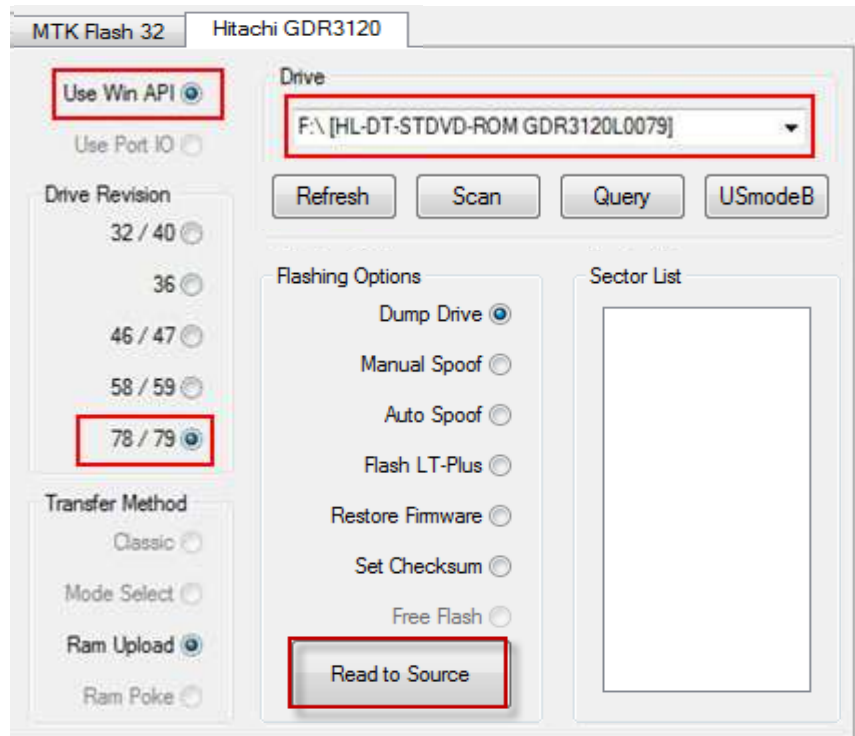 MTK Flash 32
Hitachi GDR3120
Use Win API
Use Port IO
Drive Revision
32 / 40
36
46 / 47
58 / 59
78 / 79
Transfer Method
Classic
Mode Select
Ram Upload
Ram Poke
Drive
F:\ [HL-DT-STDVD-ROM GDR3120L0079]
Refresh
Scan
Query
USmodeB
Flashing Options
Dump Drive
Manual Spoof
Auto Spoof
Flash LT-Plus
Restore Firmware
Set Checksum
Free Flash
Read to Source
Sector List